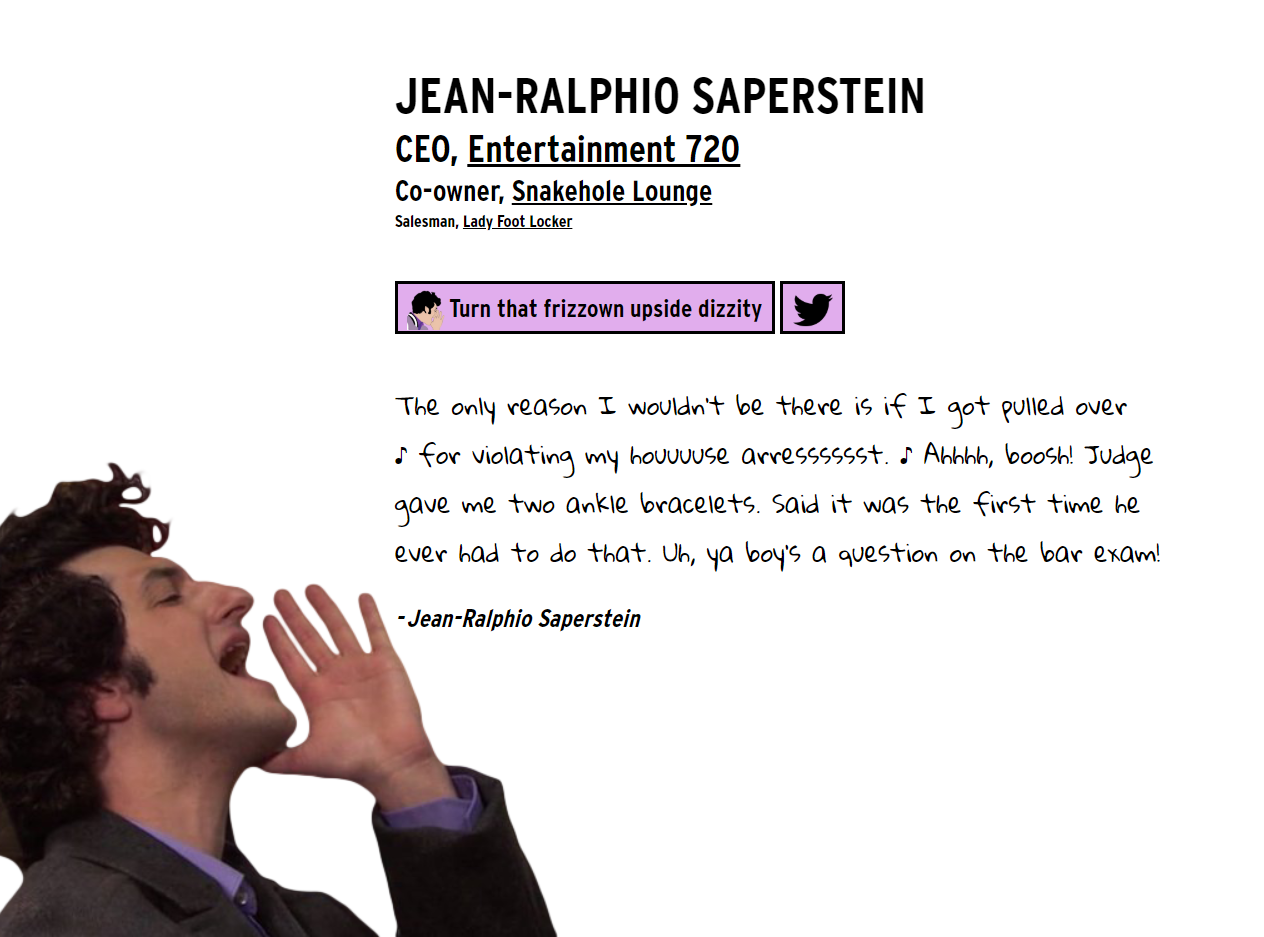 JEAN-RALPHIO SAPERSTEIN
CEO, Entertainment 720
Co-owner, Snakehole Lounge
Salesman, Lady Foot Locker
Turn that frizzown upside dizzity
The only reason I wouldn't be there is if I got pulled over
♪ for violating my houuuuse arresssssst. ♪ Ahhhh, boosh! Judge
gave me two ankle bracelets. Said it was the first time he
ever had to do that. Uh, ya boy's a question on the bar exam!
-Jean-Ralphio Saperstein